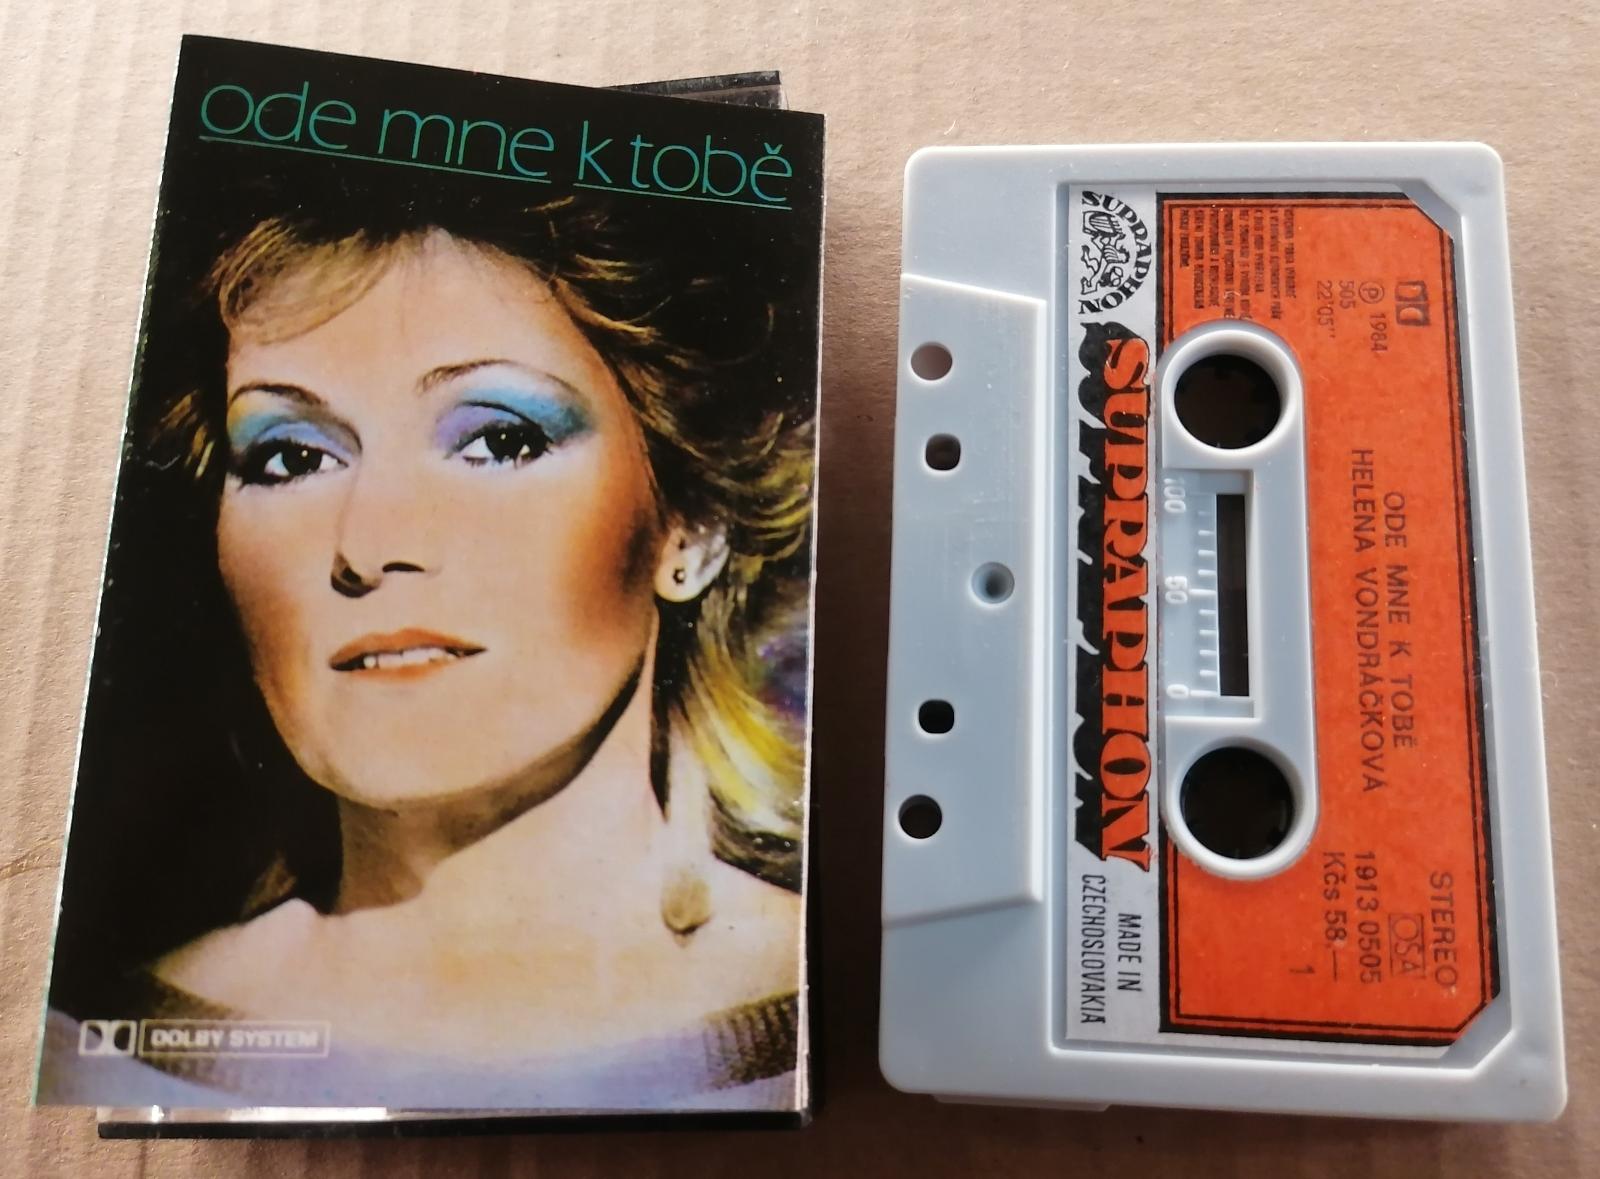 ode mne k tobě
DOLBY SYSTEM
SUPRAPHON
SUPRAPHON
MADE IN
CZECHOSLOVAKIA
℗ 1984
505
22'05"
ODE MNE K TOBĚ
HELENA VONDRÁČKOVÁ
STEREO
OSA
1913 0505
Kčs 58,—
1
100
50
0